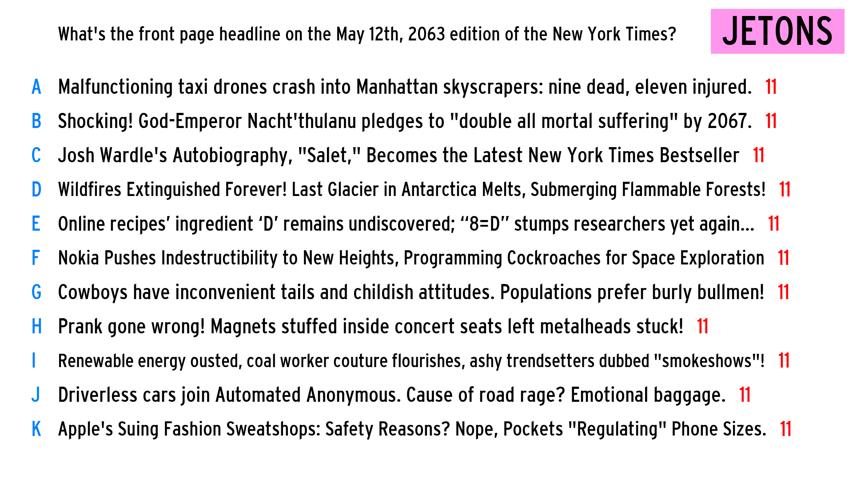 What's the front page headline on the May 12th, 2063 edition of the New York Times? JETONS
A Malfunctioning taxi drones crash into Manhattan skyscrapers: nine dead, eleven injured. 11
B Shocking! God-Emperor Nacht'thulanu pledges to "double all mortal suffering" by 2067. 11
C Josh Wardle's Autobiography, "Salet," Becomes the Latest New York Times Bestseller 11
D Wildfires Extinguished Forever! Last Glacier in Antarctica Melts, Submerging Flammable Forests! 11
E Online recipes’ ingredient ‘D’ remains undiscovered; “8=D” stumps researchers yet again... 11
F Nokia Pushes Indestructibility to New Heights, Programming Cockroaches for Space Exploration 11
G Cowboys have inconvenient tails and childish attitudes. Populations prefer burly bullmen! 11
H Prank gone wrong! Magnets stuffed inside concert seats left metalheads stuck! 11
I Renewable energy ousted, coal worker couture flourishes, ashy trendsetters dubbed "smokeshows"! 11
J Driverless cars join Automated Anonymous. Cause of road rage? Emotional baggage. 11
K Apple's Suing Fashion Sweatshops: Safety Reasons? Nope, Pockets "Regulating" Phone Sizes. 11